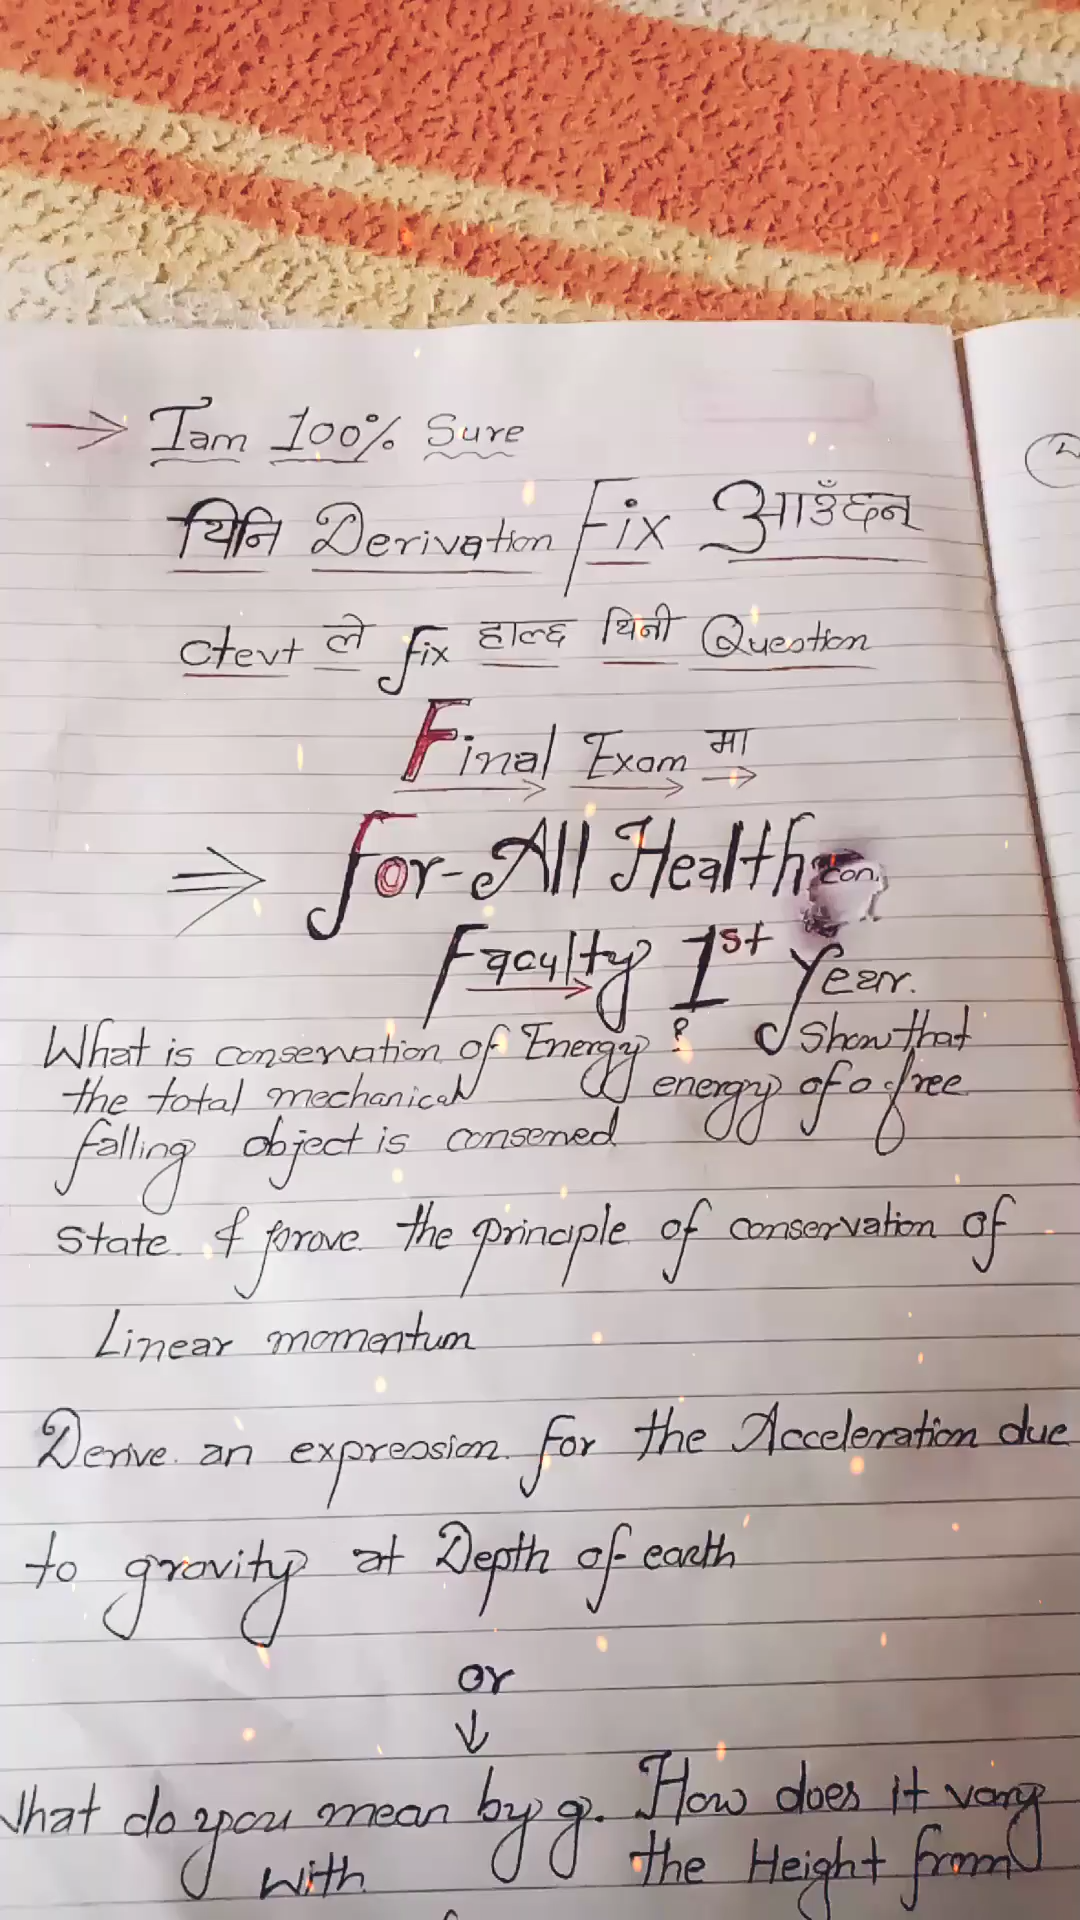 → I am 100% Sure
यिनि Derivation Fix आउँछन्
ctevt ले fix हाल्छ यिनी Question
Final Exam मा
⇒ For-All Health
Faculty 1st Year.
What is conservation of Energy? Show that
the total mechanical energy of a free
falling object is conserved
State & prove the principle of conservation of
Linear momentum
Derive an expression for the Acceleration due
to gravity at Depth of earth
or
↓
What do you mean by g. How does it vary
with the Height from